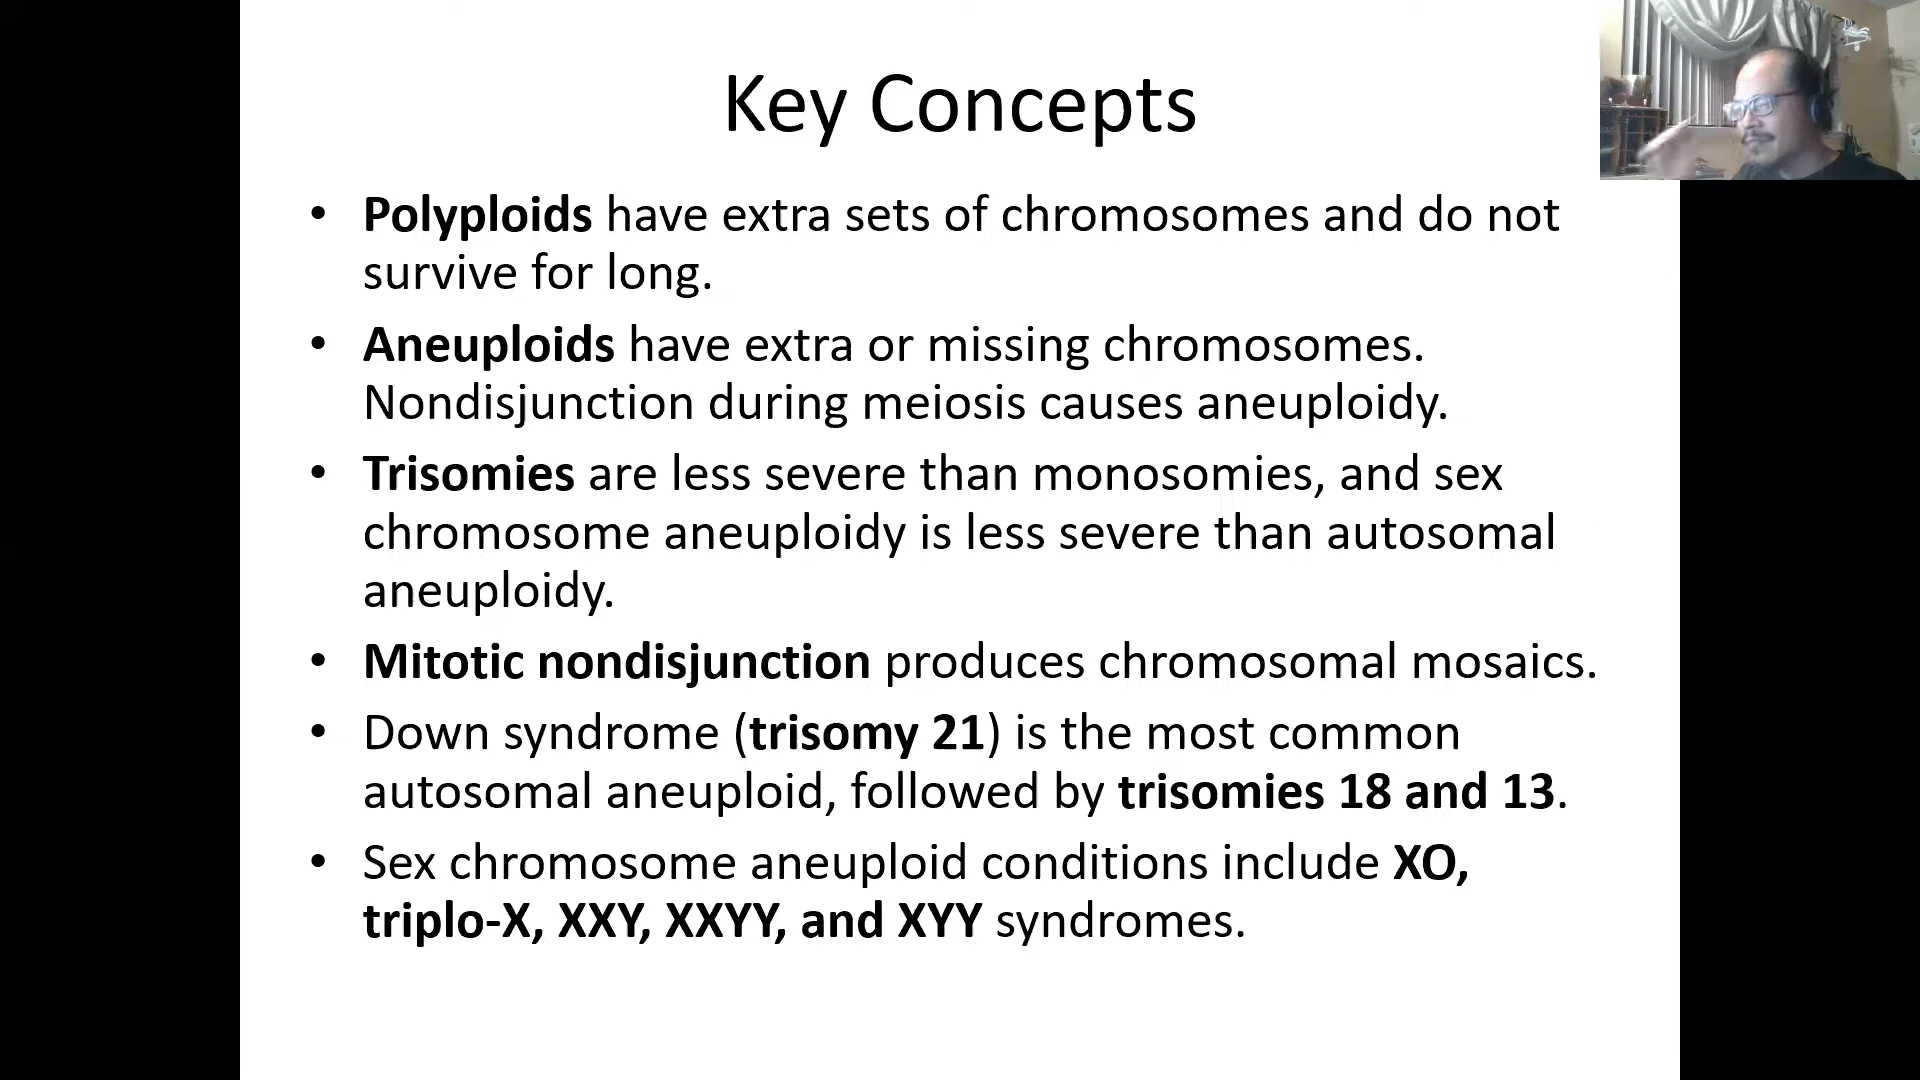 Key Concepts
• Polyploids have extra sets of chromosomes and do not
survive for long.
• Aneuploids have extra or missing chromosomes.
Nondisjunction during meiosis causes aneuploidy.
• Trisomies are less severe than monosomies, and sex
chromosome aneuploidy is less severe than autosomal
aneuploidy.
• Mitotic nondisjunction produces chromosomal mosaics.
• Down syndrome (trisomy 21) is the most common
autosomal aneuploid, followed by trisomies 18 and 13.
• Sex chromosome aneuploid conditions include XO,
triplo-X, XXY, XXYY, and XYY syndromes.